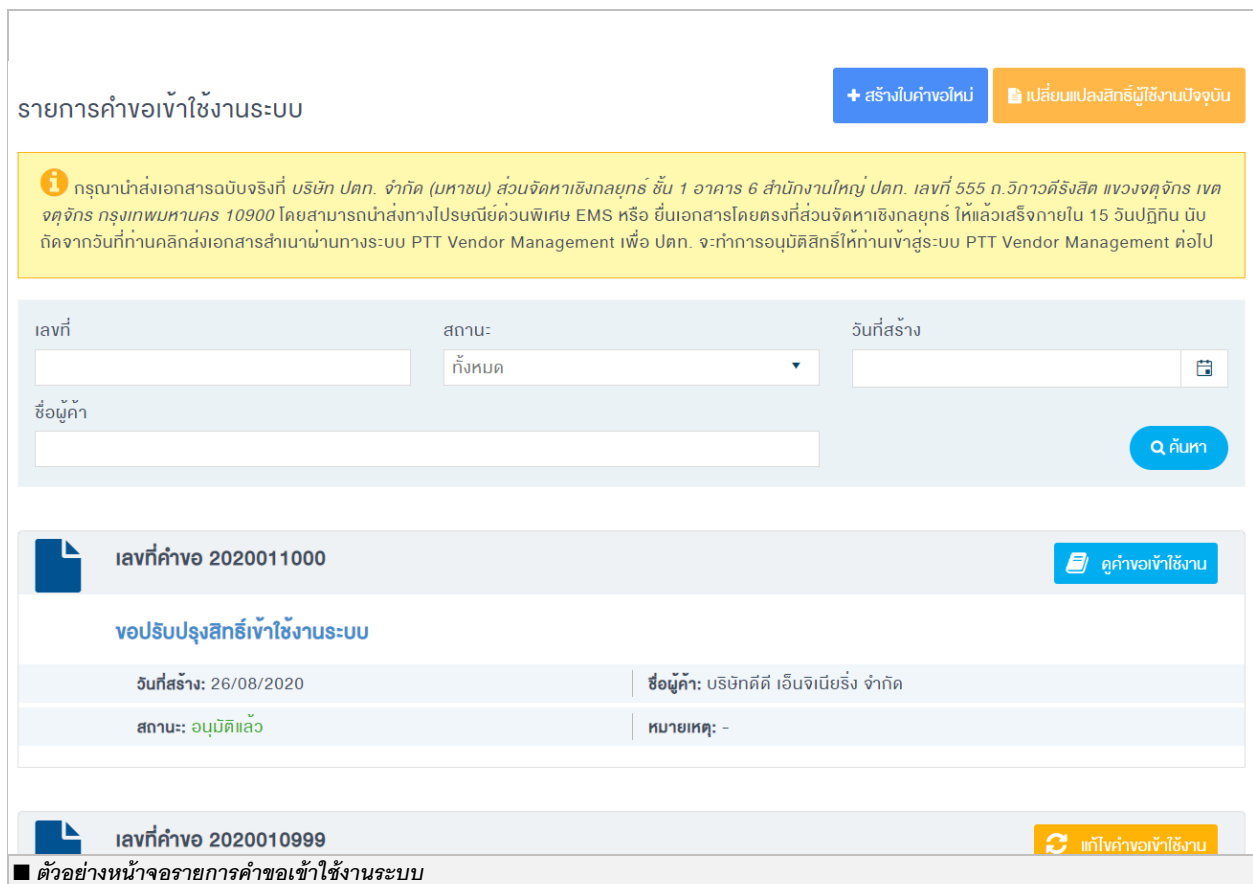 รายการคำขอเข้าใช้งานระบบ
+ สร้างใบคำขอใหม่
เปลี่ยนแปลงสิทธิ์ผู้ใช้งานปัจจุบัน
กรุณานำส่งเอกสารฉบับจริงที่ บริษัท ปตท. จำกัด (มหาชน) ส่วนจัดหาเชิงกลยุทธ์ ชั้น 1 อาคาร 6 สำนักงานใหญ่ ปตท. เลขที่ 555 ถ.วิภาวดีรังสิต แขวงจตุจักร เขต
จตุจักร กรุงเทพมหานคร 10900 โดยสามารถนำส่งทางไปรษณีย์ด่วนพิเศษ EMS หรือ ยื่นเอกสารโดยตรงที่ส่วนจัดหาเชิงกลยุทธ์ ให้แล้วเสร็จภายใน 15 วันปฏิทิน นับ
ถัดจากวันที่ท่านคลิกส่งเอกสารสำเนาผ่านทางระบบ PTT Vendor Management เพื่อ ปตท. จะทำการอนุมัติสิทธิ์ให้ท่านเข้าสู่ระบบ PTT Vendor Management ต่อไป
เลขที่
สถานะ
วันที่สร้าง
ทั้งหมด
ชื่อผู้ค้า
ค้นหา
เลขที่คำขอ 2020011000
ดูคำขอเข้าใช้งาน
ขอปรับปรุงสิทธิ์เข้าใช้งานระบบ
วันที่สร้าง: 26/08/2020
ชื่อผู้ค้า: บริษัทดีดี เอ็นจิเนียริ่ง จำกัด
สถานะ: อนุมัติแล้ว
หมายเหตุ: -
เลขที่คำขอ 2020010999
แก้ไขคำขอเข้าใช้งาน
■ ตัวอย่างหน้าจอรายการคำขอเข้าใช้งานระบบ